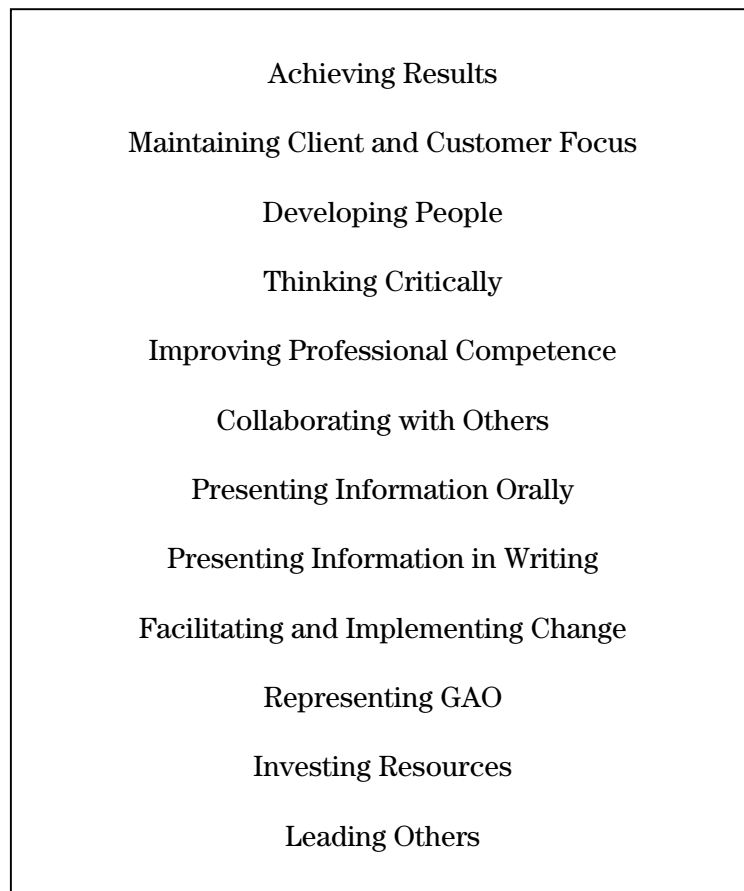 Achieving Results
Maintaining Client and Customer Focus
Developing People
Thinking Critically
Improving Professional Competence
Collaborating with Others
Presenting Information Orally
Presenting Information in Writing
Facilitating and Implementing Change
Representing GAO
Investing Resources
Leading Others